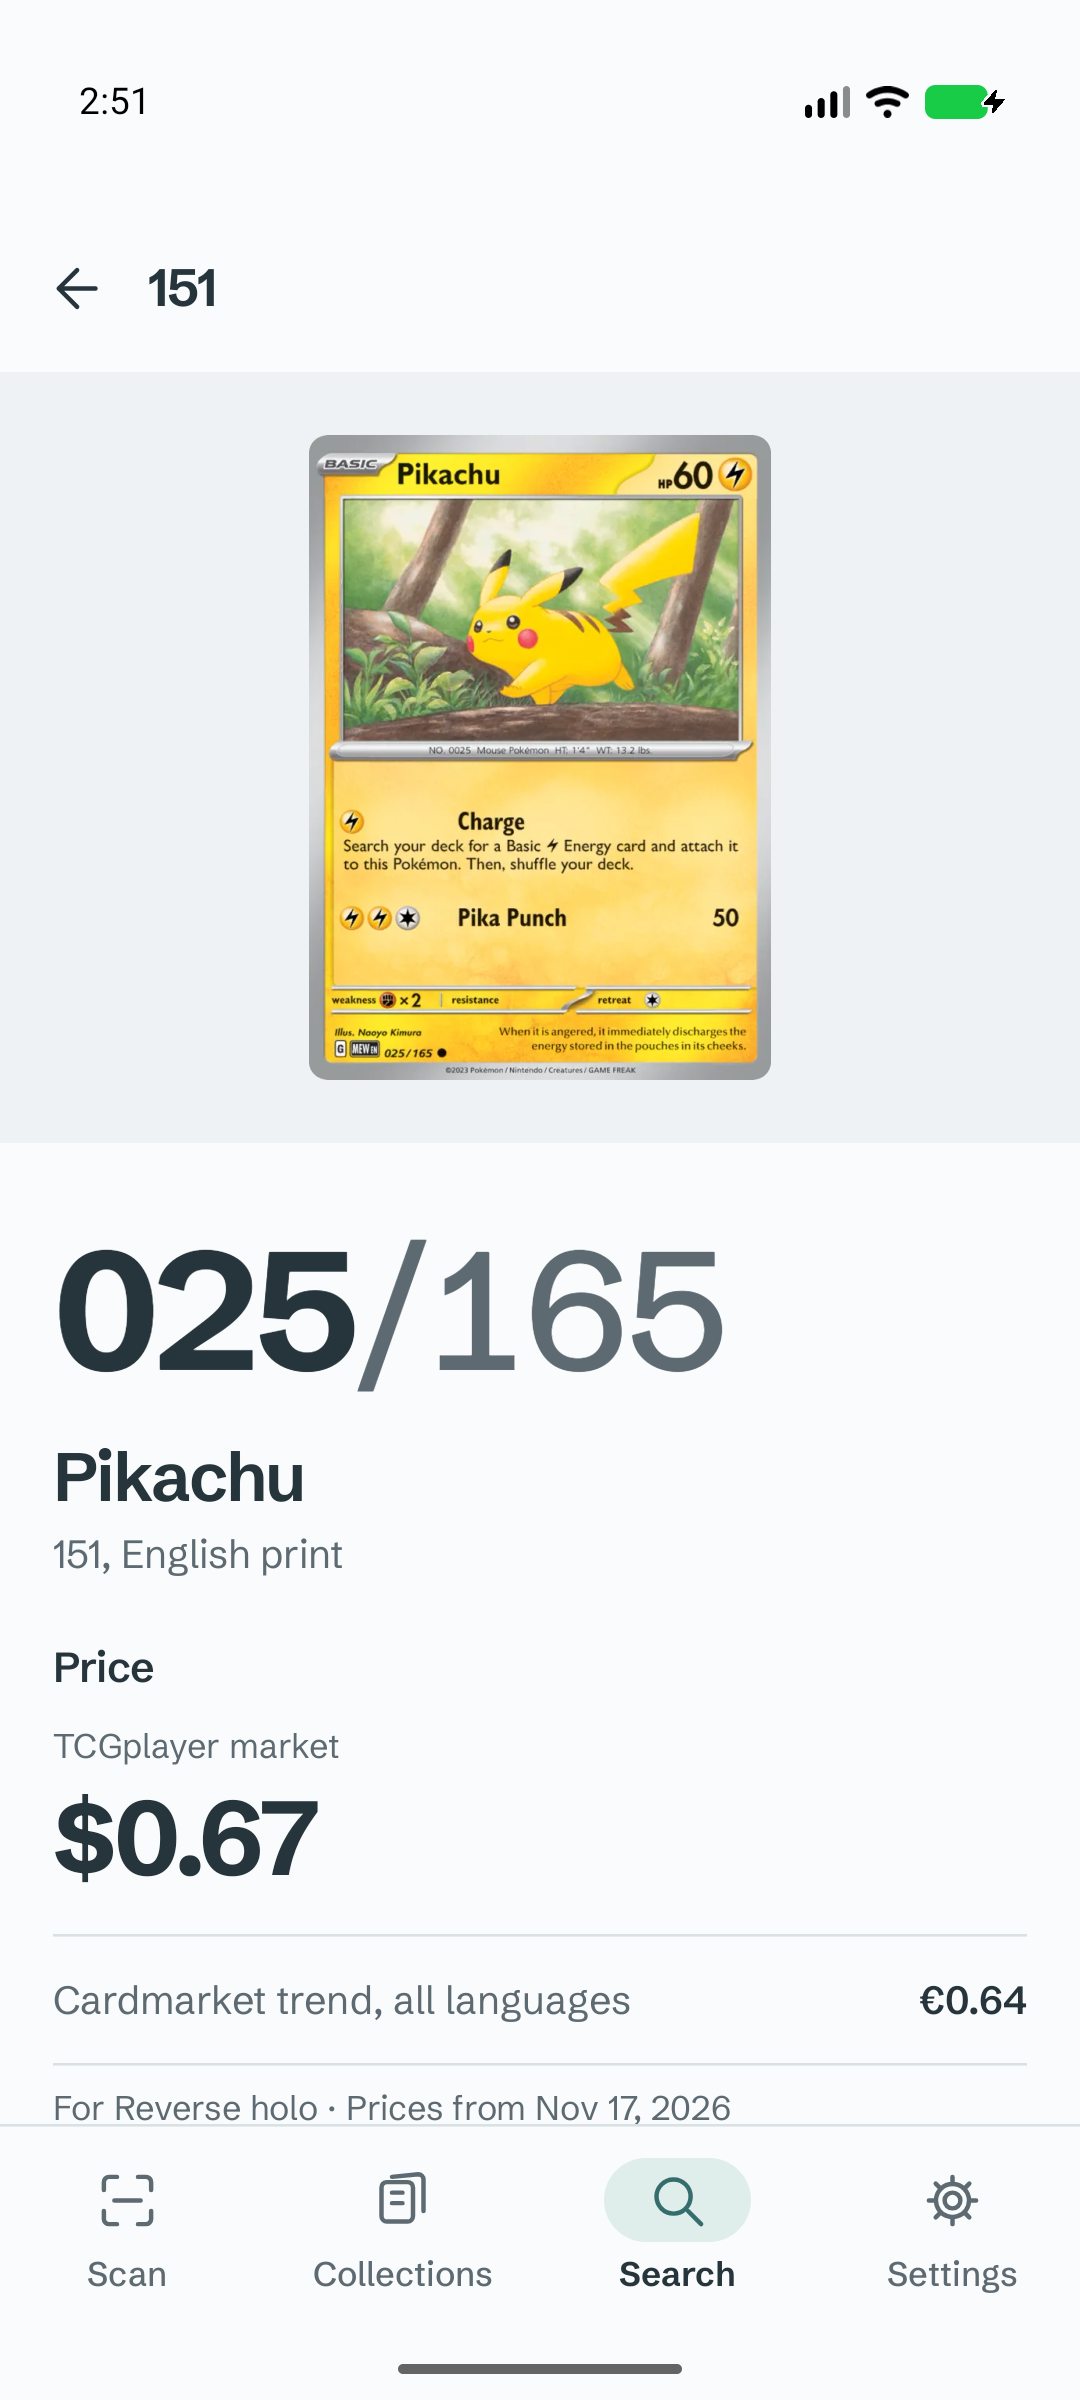 2:51
151
BASIC Pikachu HP 60
NO. 0025 Mouse Pokémon HT: 1'4" WT: 13.2 lbs.
Charge
Search your deck for a Basic Energy card and attach it
to this Pokémon. Then, shuffle your deck.
Pika Punch 50
weakness ×2 resistance retreat
Illus. Naoyo Kimura
When it is angered, it immediately discharges the
energy stored in the pouches in its cheeks.
G MEW EN 025/165
©2023 Pokémon / Nintendo / Creatures / GAME FREAK
025/165
Pikachu
151, English print
Price
TCGplayer market
$0.67
Cardmarket trend, all languages €0.64
For Reverse holo · Prices from Nov 17, 2026
Scan Collections Search Settings